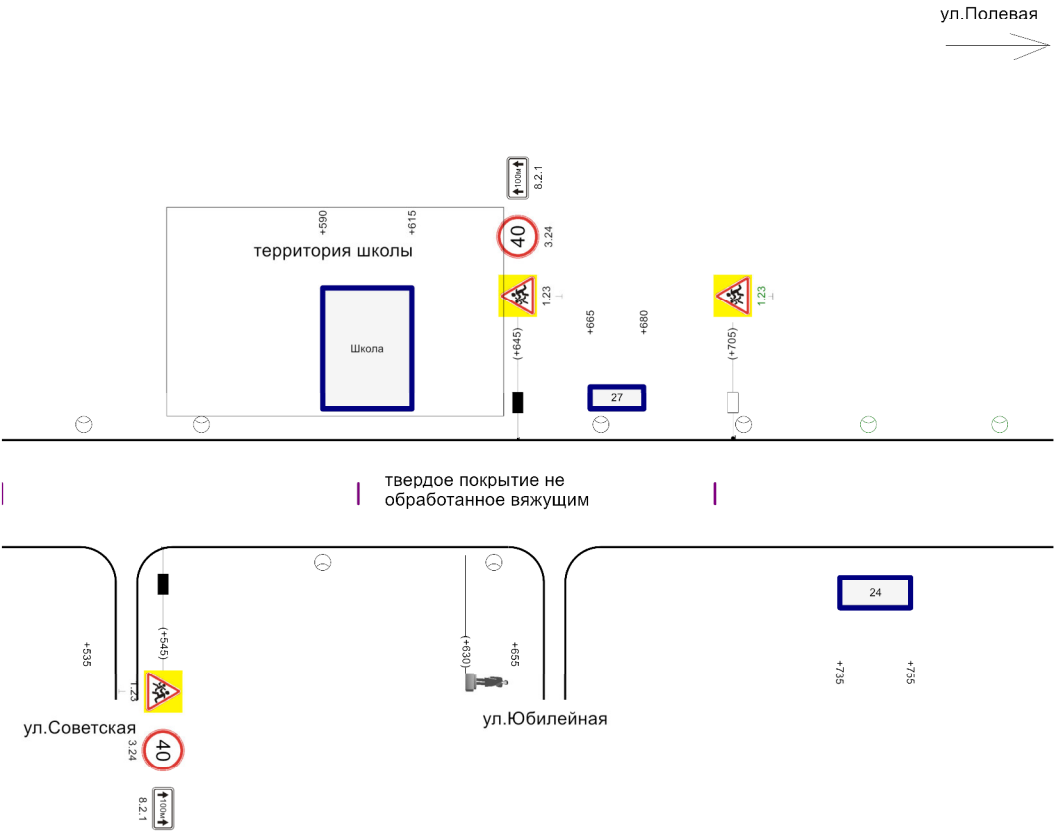 ул.Полевая
↑100м↑
8.2.1
+590
+615
40
3.24
территория школы
1.23
1.23
+665
+680
(+645)
(+705)
Школа
27
твердое покрытие не
обработанное вяжущим
24
+535
(+545)
(+630)
+655
+735
+755
1.23
ул.Советская
ул.Юбилейная
40
3.24
↑100м↑
8.2.1